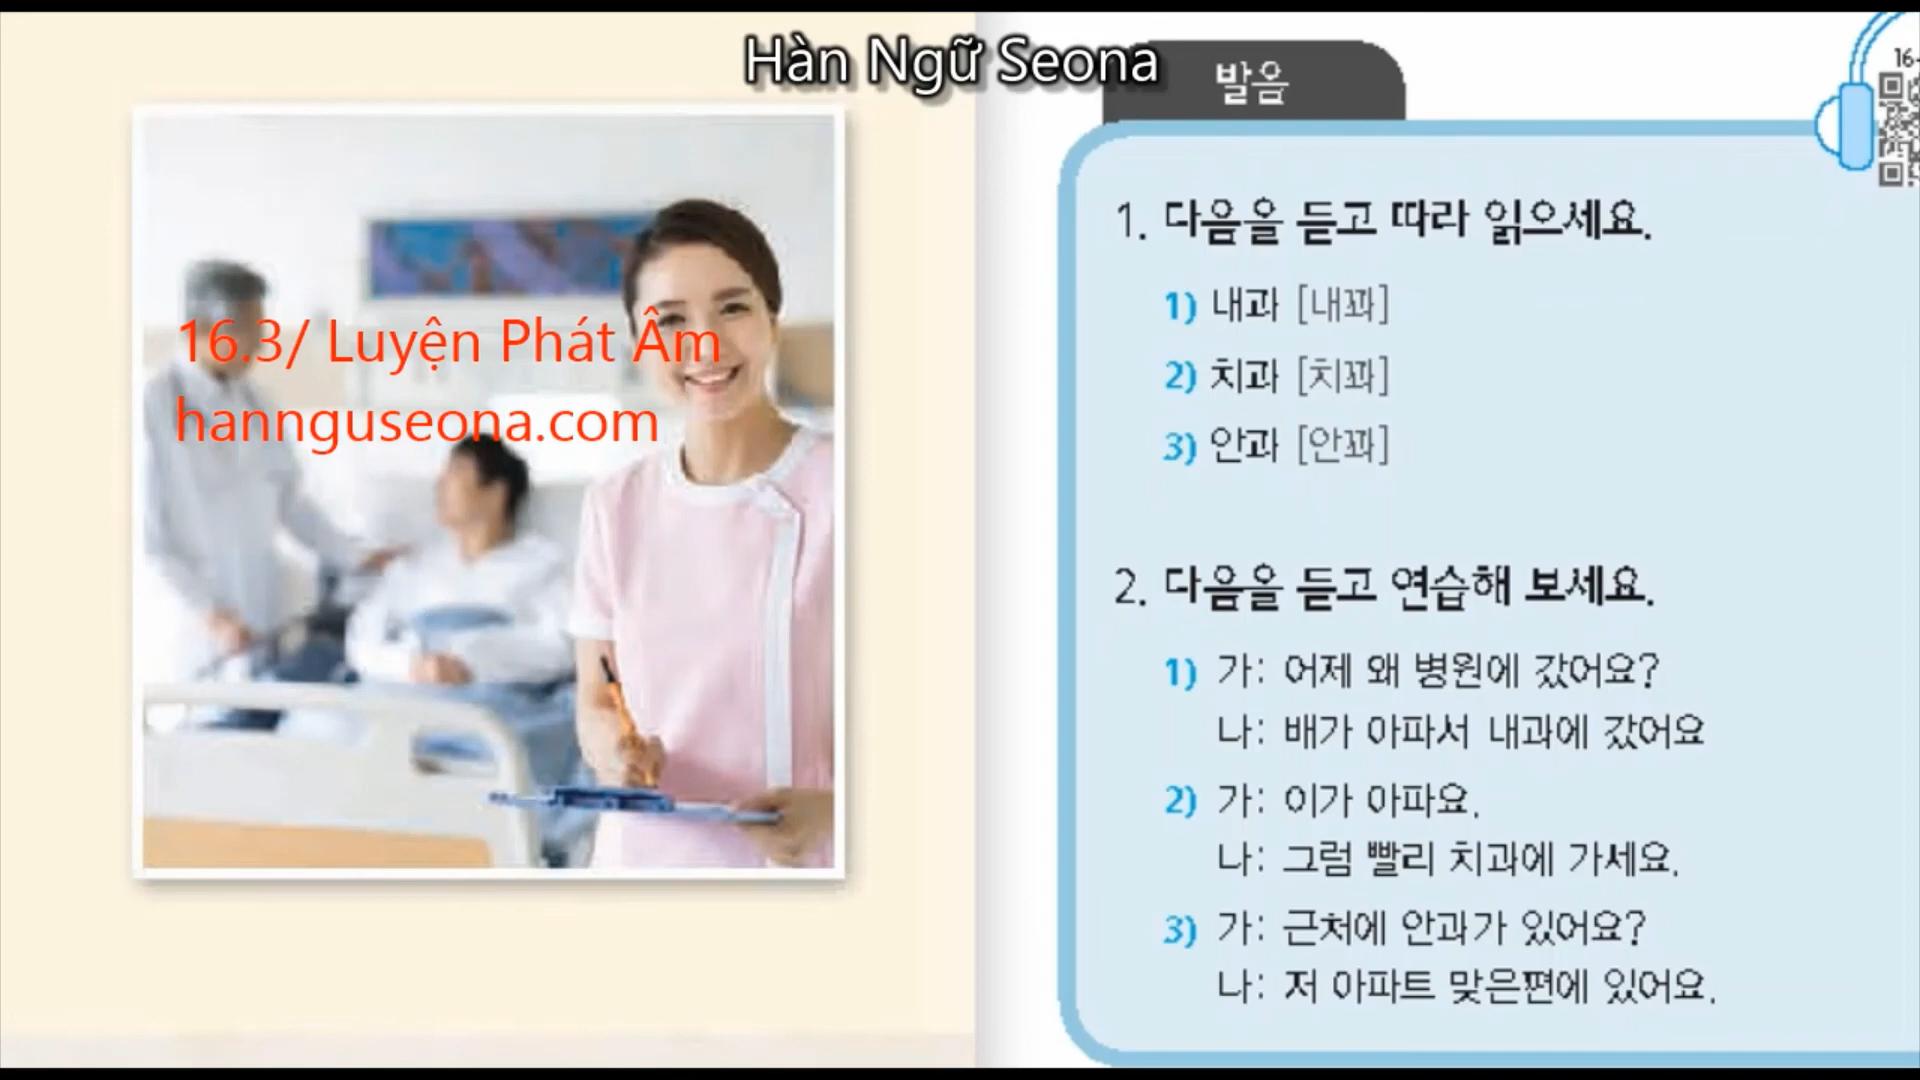 Hàn Ngữ Seona
16.3/ Luyện Phát Âm
hannguseona.com
발음
1. 다음을 듣고 따라 읽으세요.
1) 내과 [내꽈]
2) 치과 [치꽈]
3) 안과 [안꽈]
2. 다음을 듣고 연습해 보세요.
1) 가: 어제 왜 병원에 갔어요?
나: 배가 아파서 내과에 갔어요
2) 가: 이가 아파요.
나: 그럼 빨리 치과에 가세요.
3) 가: 근처에 안과가 있어요?
나: 저 아파트 맞은편에 있어요.